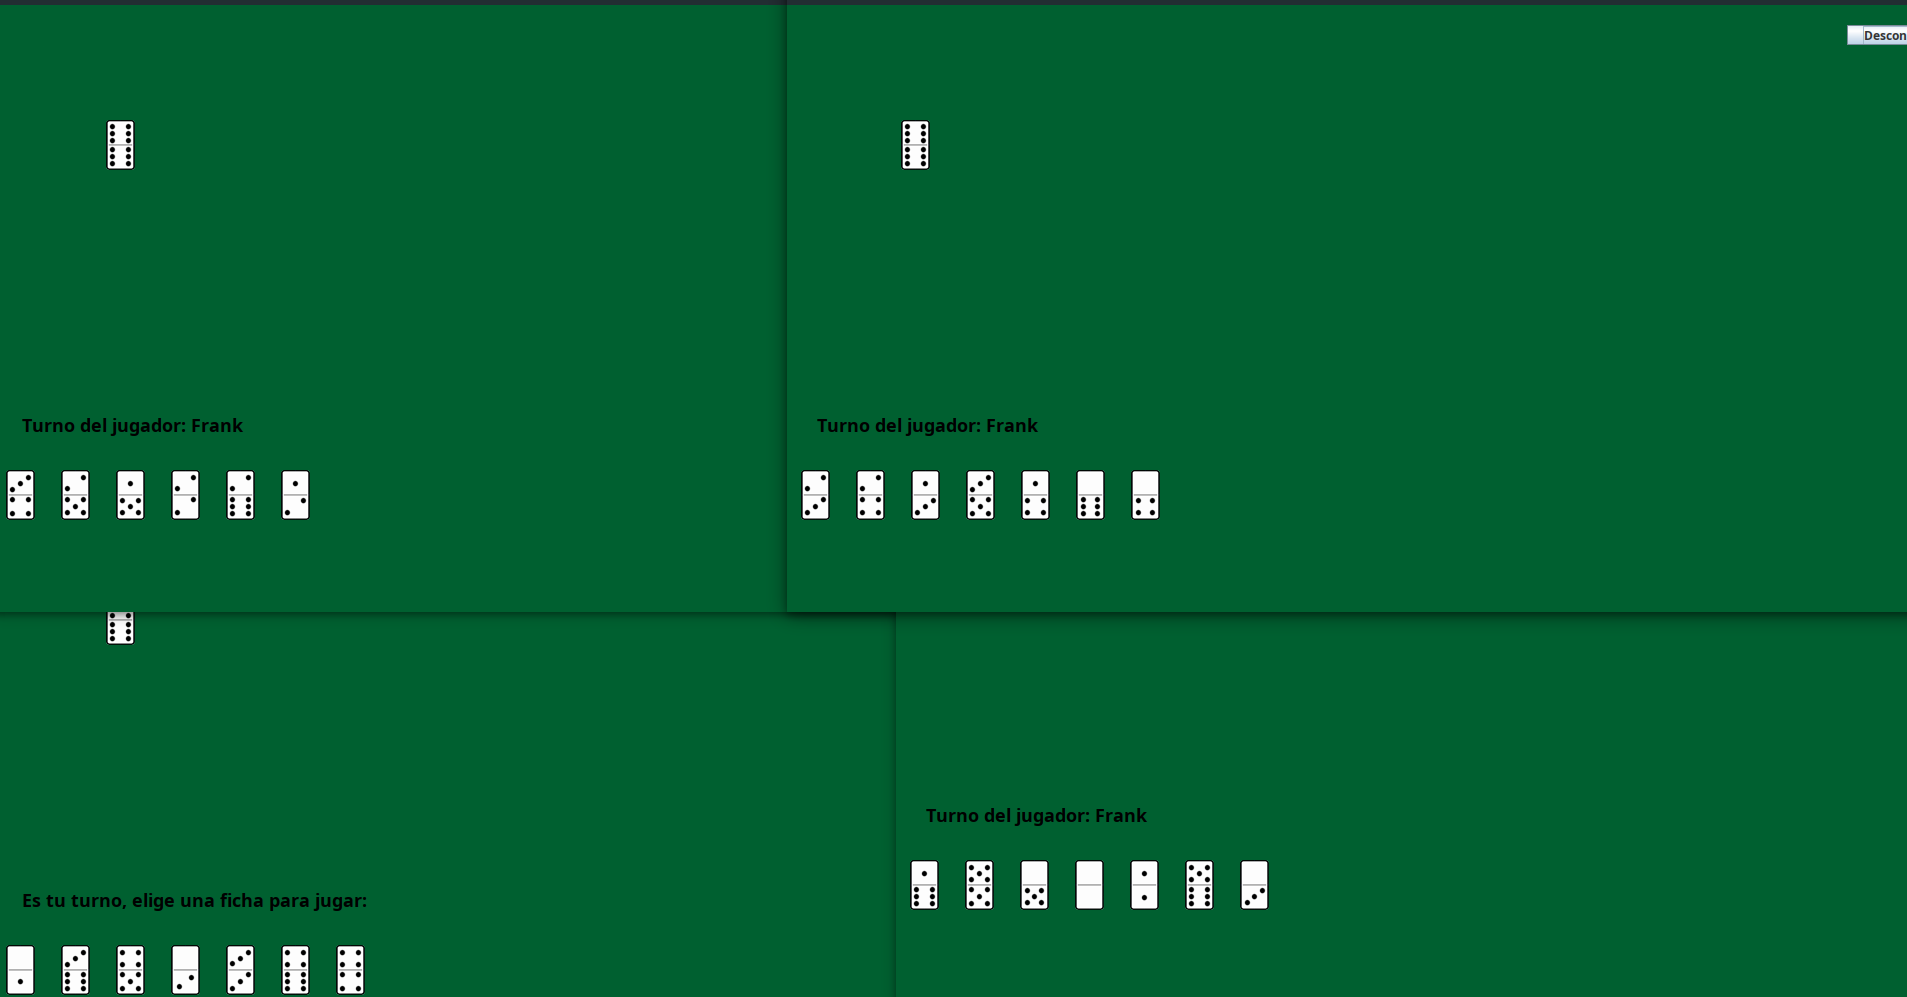 Descon
Turno del jugador: Frank
Turno del jugador: Frank
Turno del jugador: Frank
Es tu turno, elige una ficha para jugar: